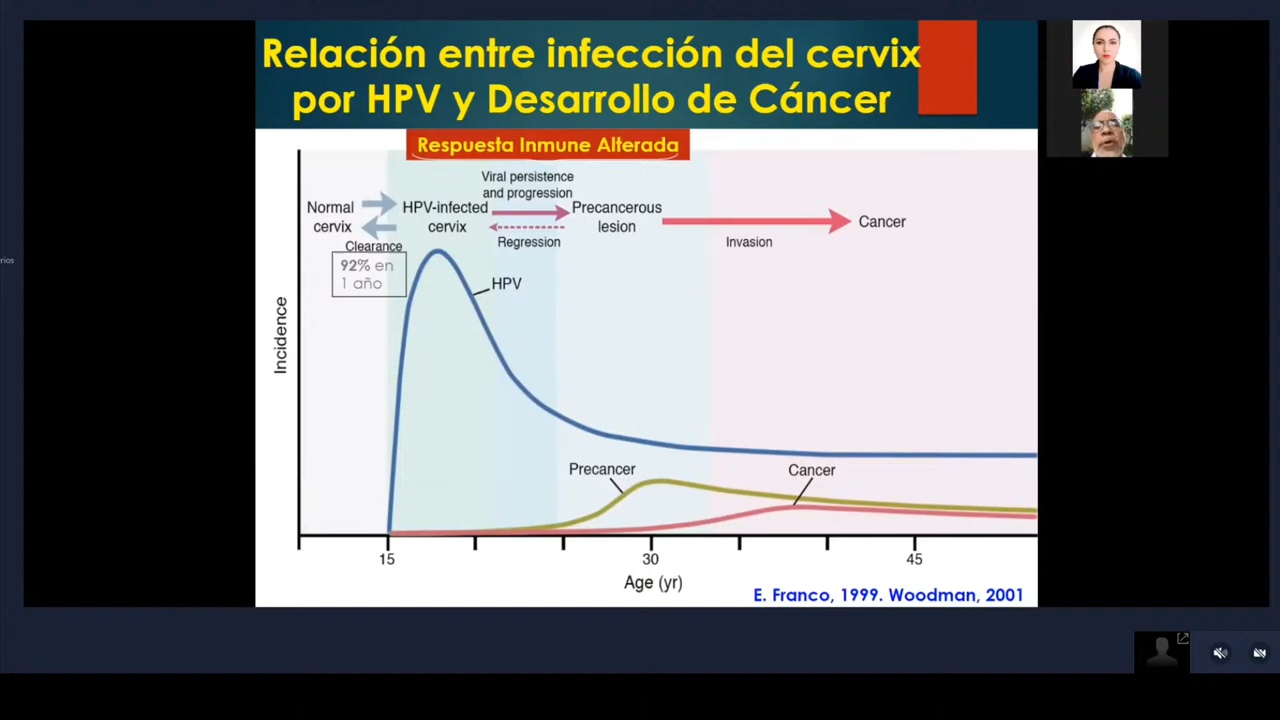 Relación entre infección del cervix
por HPV y Desarrollo de Cáncer
Respuesta Inmune Alterada
Viral persistence
and progression
Normal
cervix
HPV-infected
cervix
Precancerous
lesion
Cancer
Clearance
Regression
Invasion
92% en
1 año
HPV
Incidence
Precancer
Cancer
15
30
45
Age (yr)
E. Franco, 1999. Woodman, 2001
rios